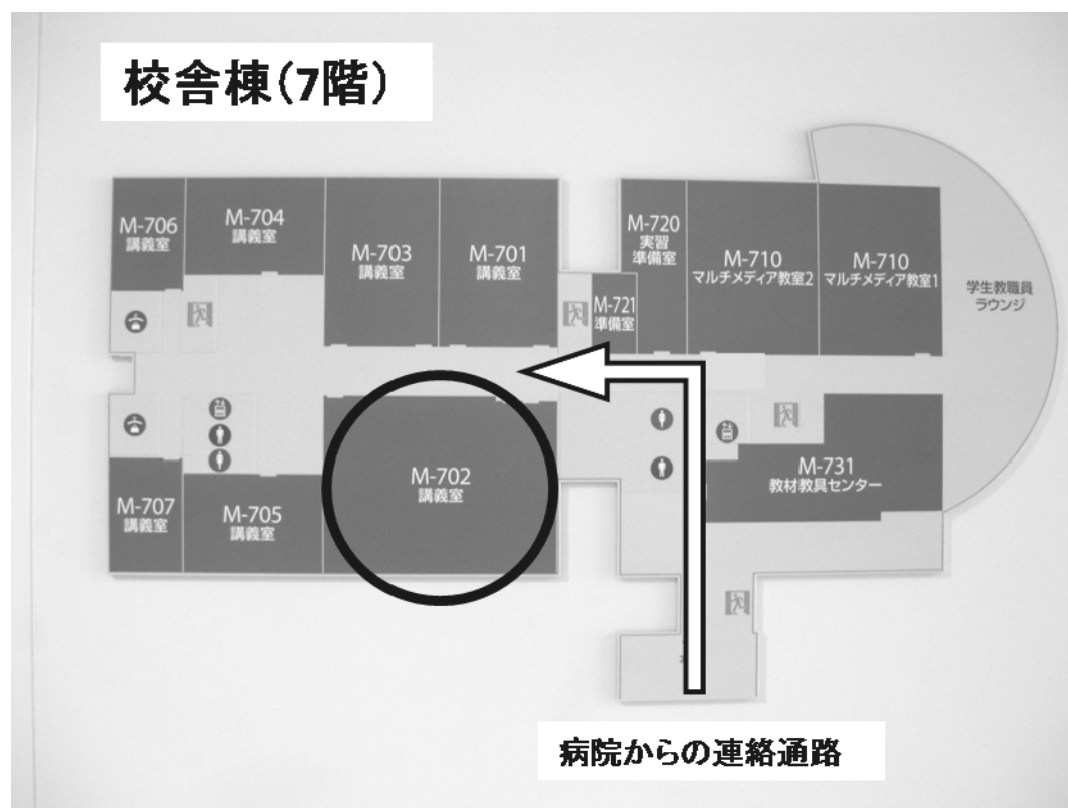 校舎棟(7階)
M-706
講義室
M-704
講義室
M-703
講義室
M-701
講義室
M-720
実習
準備室
M-710
マルチメディア教室2
M-710
マルチメディア教室1
学生教職員
ラウンジ
M-721
準備室
M-702
講義室
M-731
教材教具センター
M-707
講義室
M-705
講義室
病院からの連絡通路